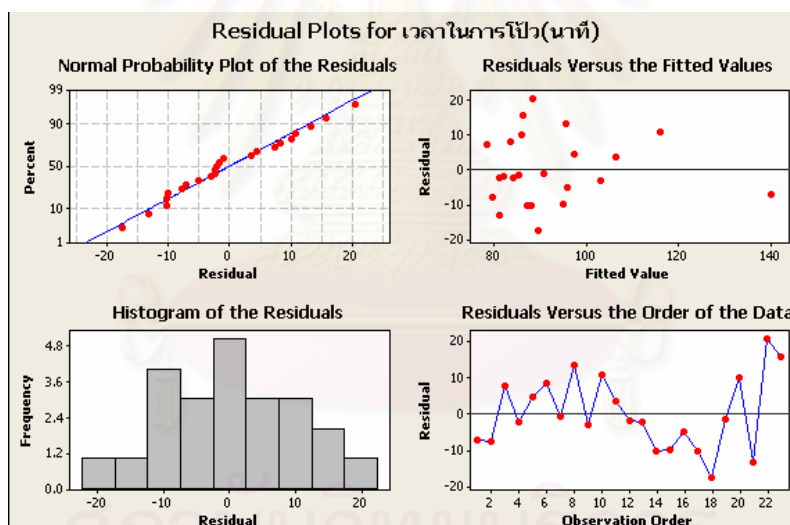 Residual Plots for เวลาในการโป้ว(นาที)
Normal Probability Plot of the Residuals
99
90
50
10
1
Percent
-20 -10 0 10 20
Residual
Residuals Versus the Fitted Values
20
10
0
-10
-20
Residual
80 100 120 140
Fitted Value
Histogram of the Residuals
4.8
3.6
2.4
1.2
0.0
Frequency
-20 -10 0 10 20
Residual
Residuals Versus the Order of the Data
20
10
0
-10
-20
Residual
2 4 6 8 10 12 14 16 18 20 22
Observation Order